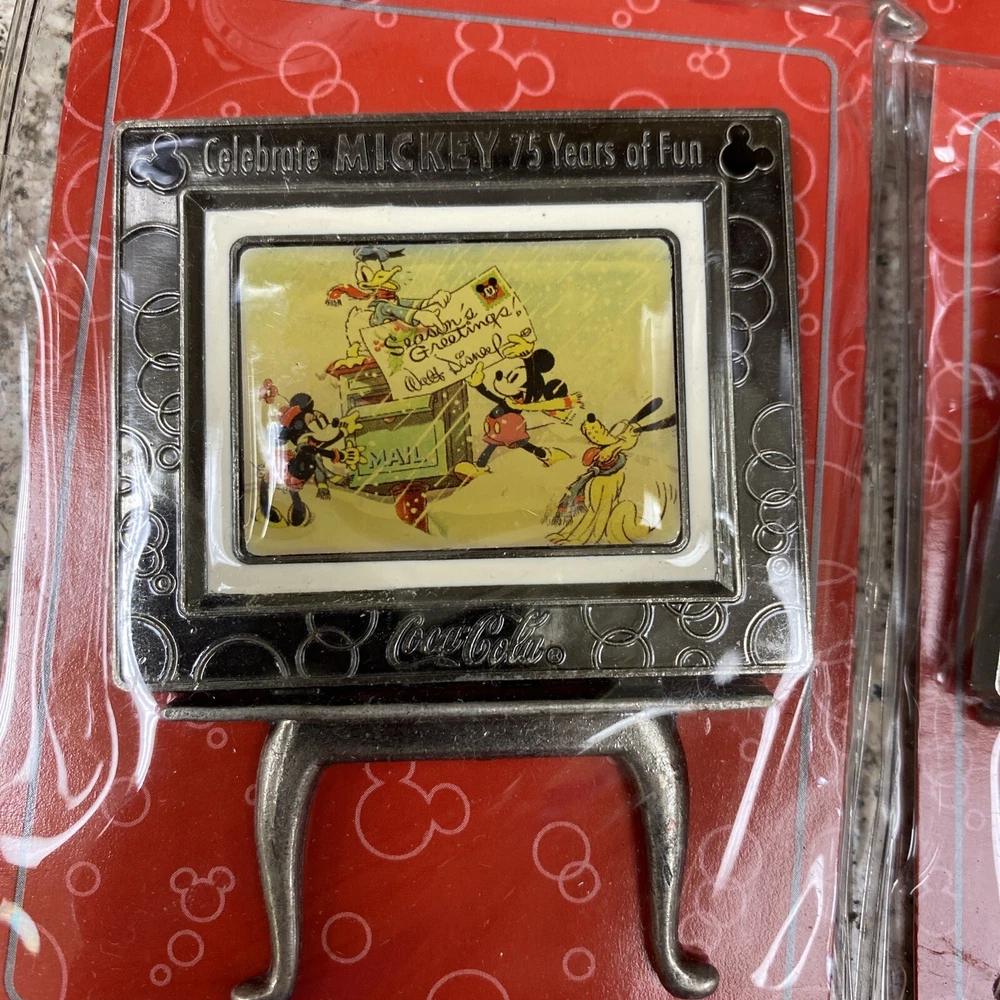 Celebrate MICKEY 75 Years of Fun
Season's
Greetings!
Walt Disney
MAIL
Coca-Cola®